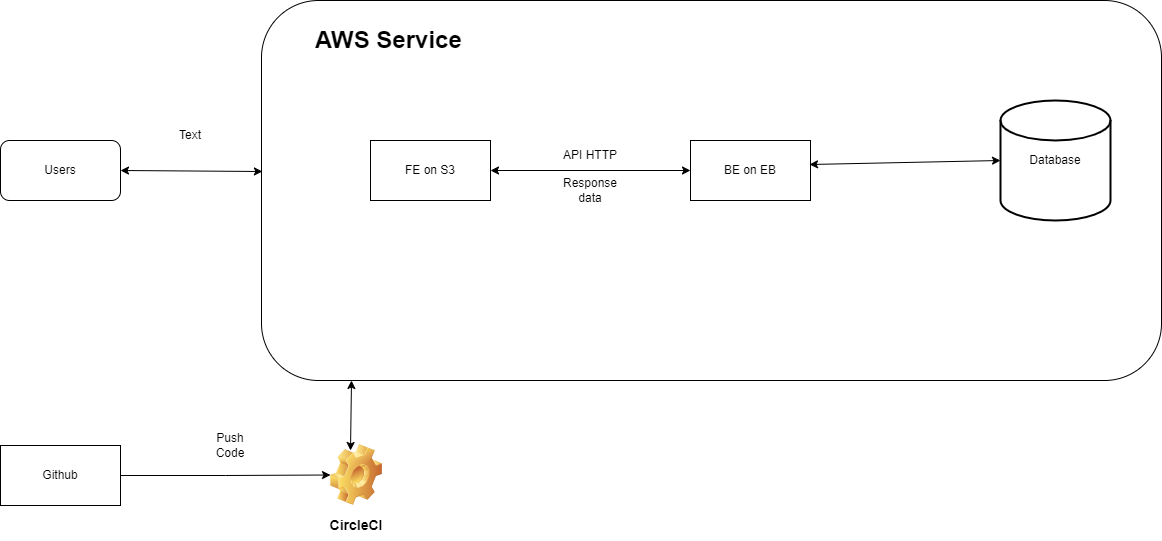 AWS Service
Text
Users
FE on S3
API HTTP
Response
data
BE on EB
Database
Push
Code
Github
CircleCI